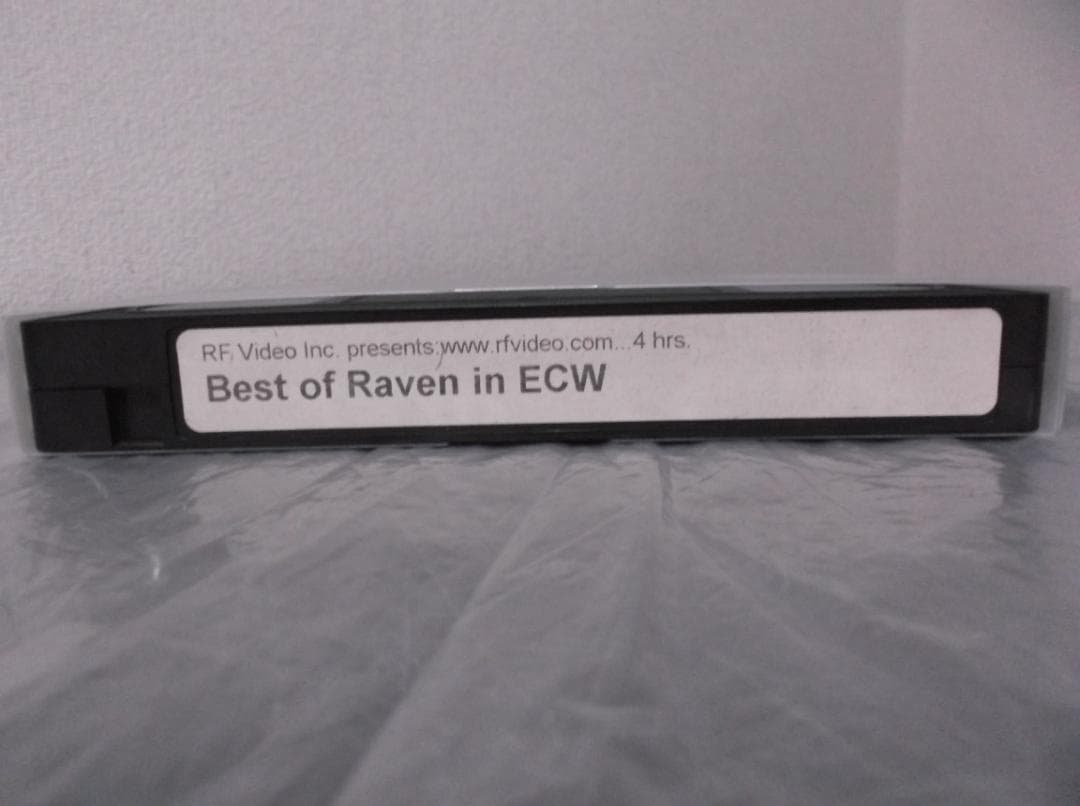 RF Video Inc. presents:www.rfvideo.com...4 hrs.
Best of Raven in ECW